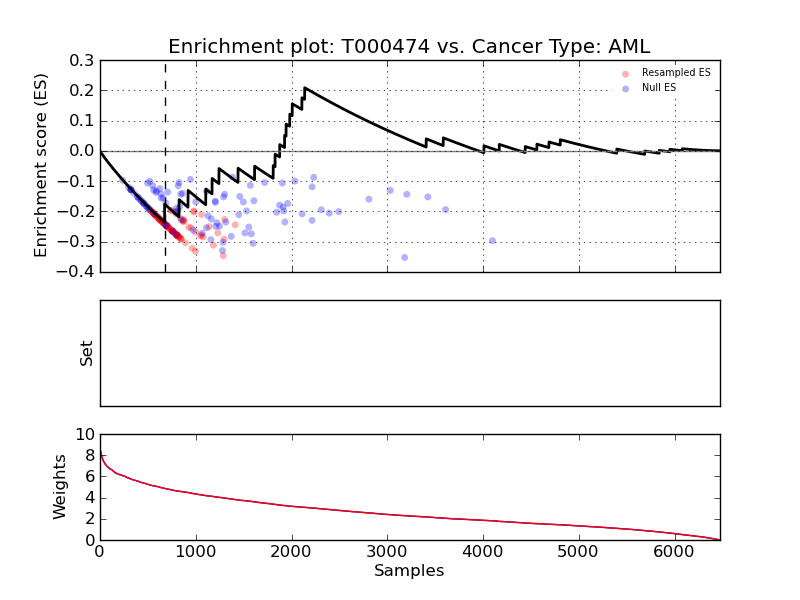 Enrichment plot: T000474 vs. Cancer Type: AML
Enrichment score (ES)
0.3
0.2
0.1
0.0
−0.1
−0.2
−0.3
−0.4
Resampled ES
Null ES
Set
Weights
10
8
6
4
2
0
0 1000 2000 3000 4000 5000 6000
Samples